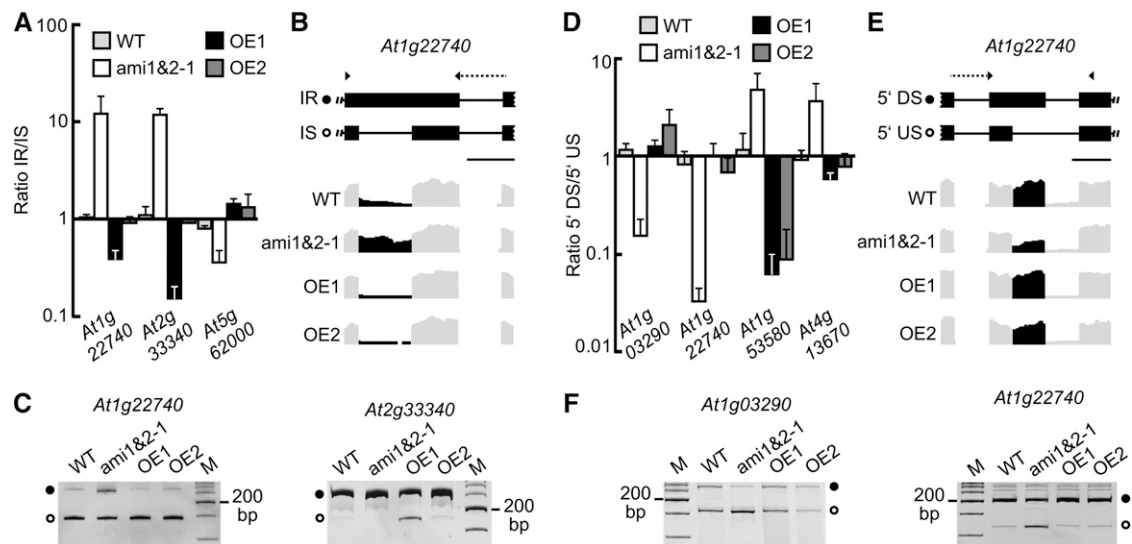 A
Ratio IR/IS
100
10
1
0.1
WT
ami1&2-1
OE1
OE2
At1g
22740
At2g
33340
At5g
62000
B
At1g22740
IR
IS
WT
ami1&2-1
OE1
OE2
C
At1g22740
WT
ami1&2-1
OE1
OE2
M
200
bp
At2g33340
WT
ami1&2-1
OE1
OE2
M
200
bp
D
Ratio 5' DS/5' US
10
1
0.1
0.01
WT
ami1&2-1
OE1
OE2
At1g
03290
At1g
22740
At1g
53580
At4g
13670
E
At1g22740
5' DS
5' US
WT
ami1&2-1
OE1
OE2
F
At1g03290
M
WT
ami1&2-1
OE1
OE2
200
bp
At1g22740
M
WT
ami1&2-1
OE1
OE2
200
bp